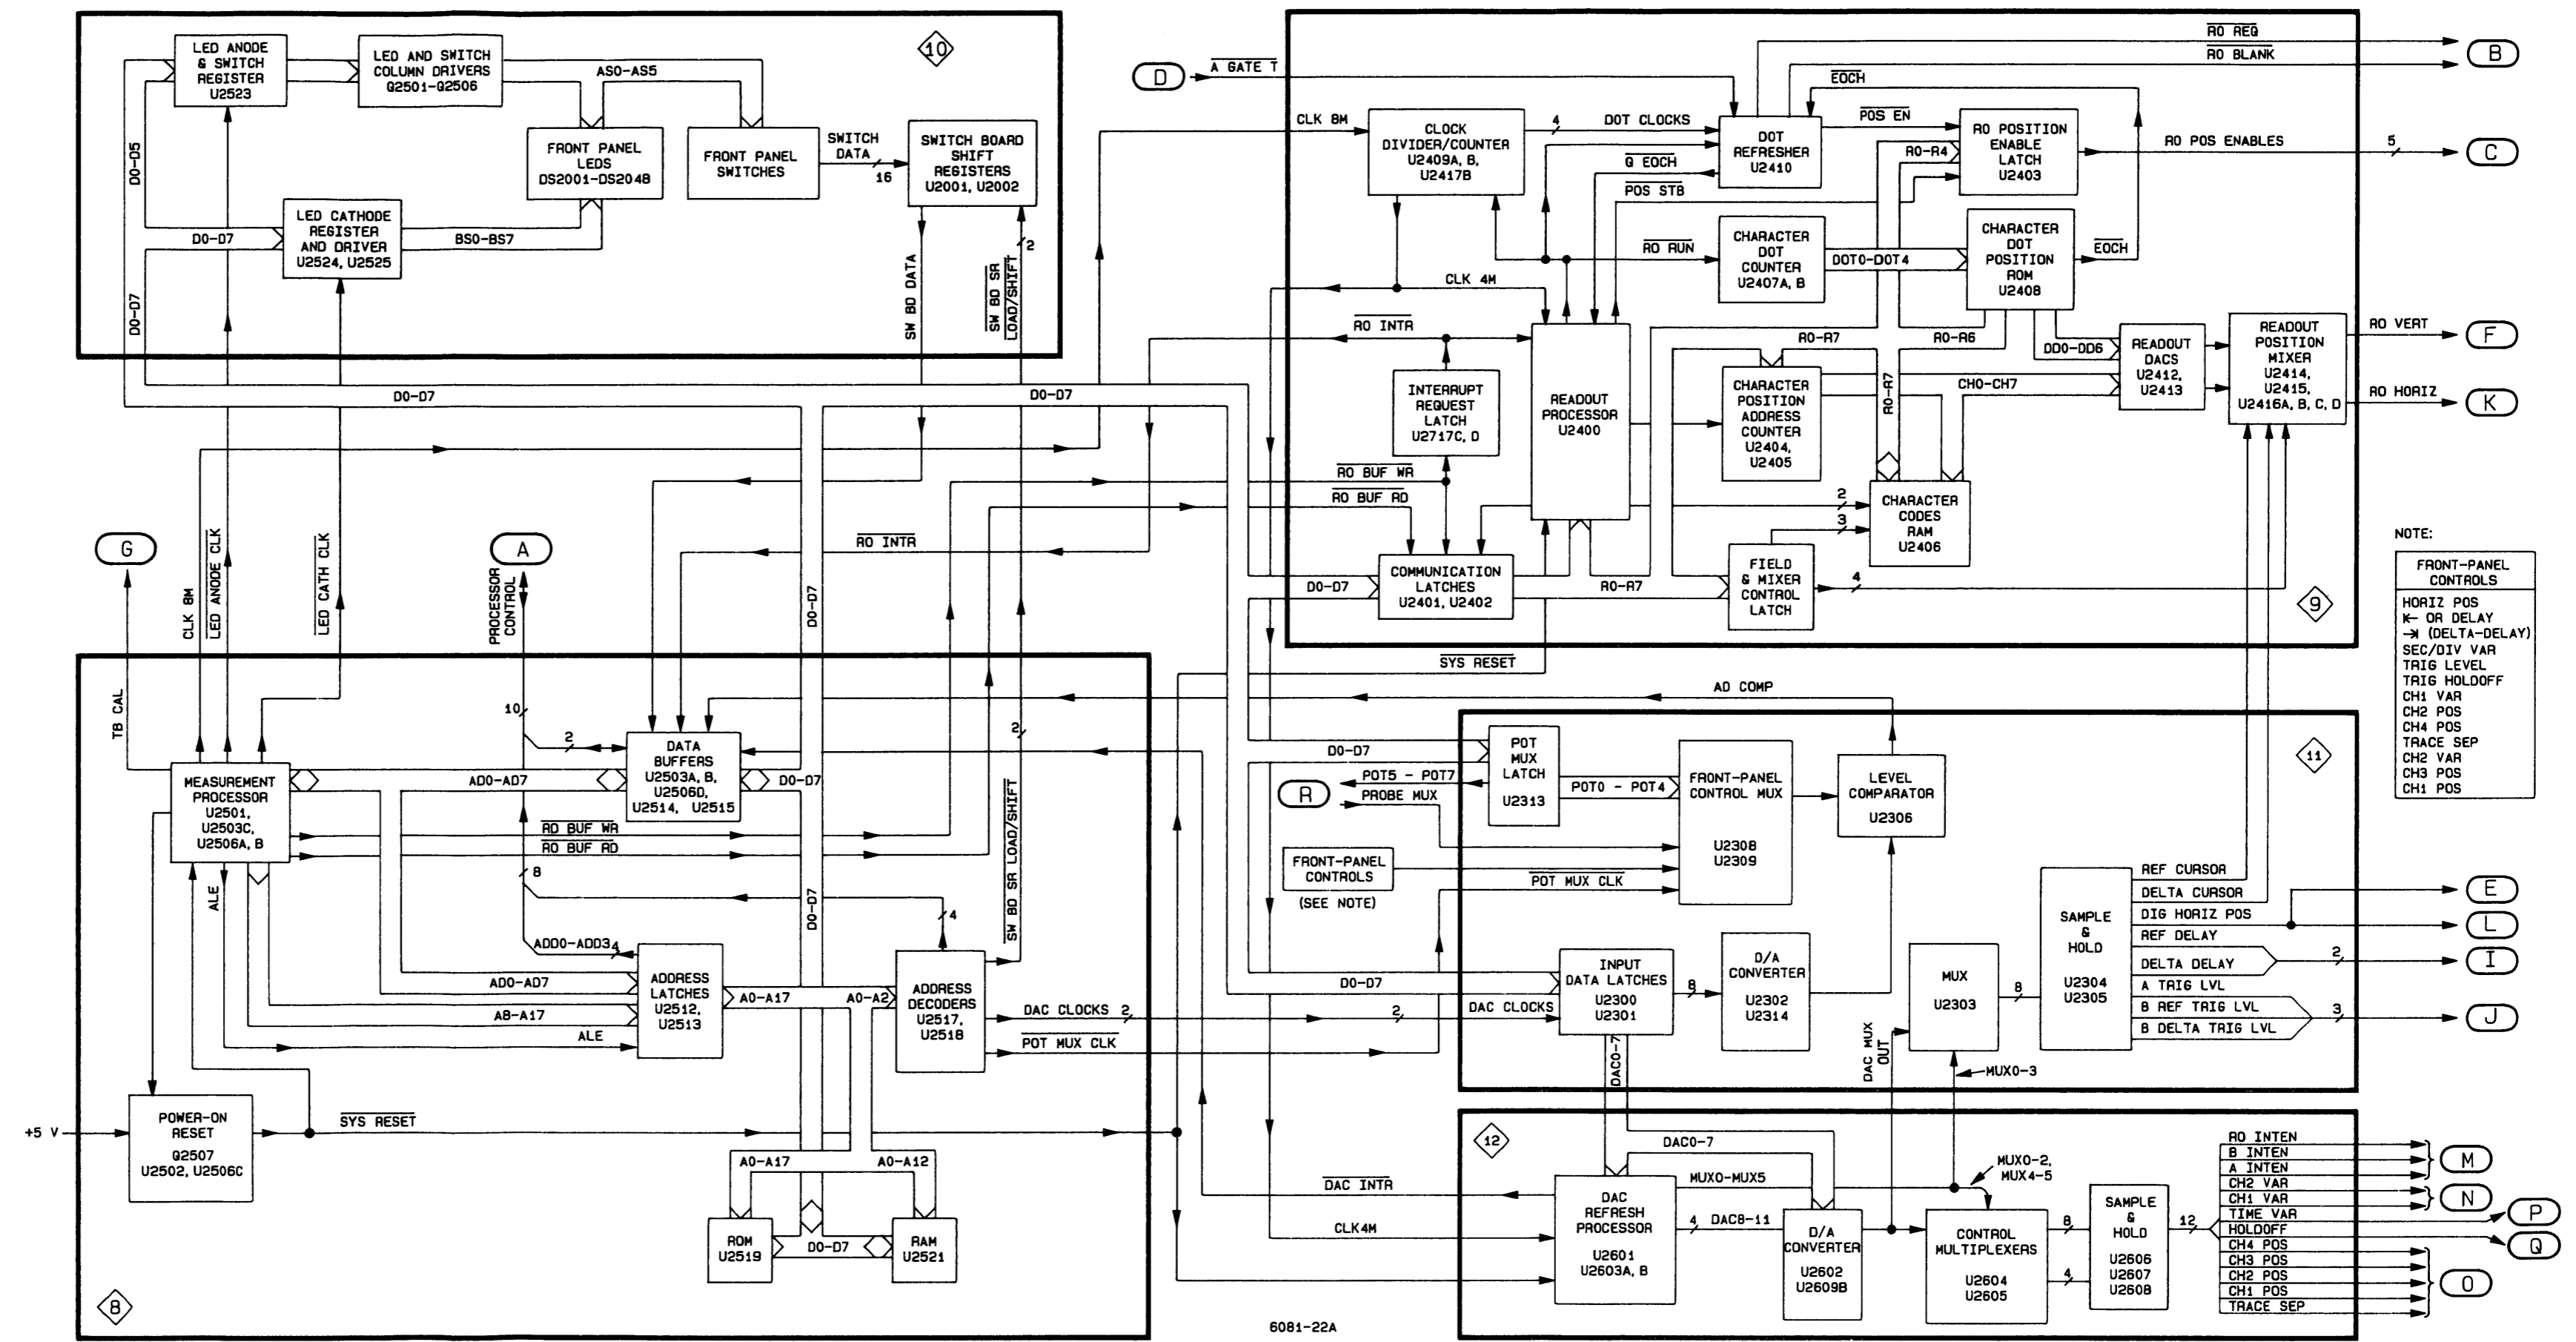 10
LED ANODE
& SWITCH
REGISTER
U2523
LED AND SWITCH
COLUMN DRIVERS
Q2501-Q2506
AS0-AS5
FRONT PANEL
LEDS
DS2001-DS2048
FRONT PANEL
SWITCHES
SWITCH
DATA
16
SWITCH BOARD
SHIFT
REGISTERS
U2001, U2002
D0-D5
D0-D7
LED CATHODE
REGISTER
AND DRIVER
U2524, U2525
BS0-BS7
D0-D7
SW BD DATA
SW BD SR
LOAD/SHIFT
2
D0-D7
D0-D7
G
A
CLK 8M
LED ANODE CLK
LED CATH CLK
PROCESSOR
CONTROL
RO INTR
D0-D7
D
A GATE T
RO REQ
RO BLANK
B
CLK 8M
CLOCK
DIVIDER/COUNTER
U2409A, B,
U2417B
4
DOT CLOCKS
DOT
REFRESHER
U2410
EOCH
POS EN
RO POSITION
ENABLE
LATCH
U2403
R0-R4
RO POS ENABLES
5
C
Q EOCH
POS STB
RO RUN
CHARACTER
DOT
COUNTER
U2407A, B
DOT0-DOT4
CHARACTER
DOT
POSITION
ROM
U2408
EOCH
CLK 4M
RO INTR
READOUT
PROCESSOR
U2400
INTERRUPT
REQUEST
LATCH
U2717C, D
R0-R7
R0-R6
DD0-DD6
READOUT
DACS
U2412,
U2413
READOUT
POSITION
MIXER
U2414,
U2415,
U2416A, B, C, D
RO VERT
F
RO HORIZ
K
CHARACTER
POSITION
ADDRESS
COUNTER
U2404,
U2405
R0-R7
CH0-CH7
RO BUF WR
RO BUF RD
2
3
CHARACTER
CODES
RAM
U2406
D0-D7
COMMUNICATION
LATCHES
U2401, U2402
R0-R7
FIELD
& MIXER
CONTROL
LATCH
4
9
NOTE:
FRONT-PANEL
CONTROLS
HORIZ POS
|← OR DELAY
→| (DELTA-DELAY)
SEC/DIV VAR
TRIG LEVEL
TRIG HOLDOFF
CH1 VAR
CH2 POS
CH4 POS
TRACE SEP
CH2 VAR
CH3 POS
CH1 POS
SYS RESET
AD COMP
TB CAL
10
2
2
MEASUREMENT
PROCESSOR
U2501,
U2503C,
U2506A, B
AD0-AD7
DATA
BUFFERS
U2503A, B,
U2506D,
U2514, U2515
D0-D7
RD BUF WR
RO BUF RD
8
SW BD SR LOAD/SHIFT
D0-D7
ALE
4
ADD0-ADD3
4
AD0-AD7
A8-A17
ALE
ADDRESS
LATCHES
U2512,
U2513
A0-A17
A0-A2
ADDRESS
DECODERS
U2517,
U2518
DAC CLOCKS
2
POT MUX CLK
2
DAC CLOCKS
+5 V
POWER-ON
RESET
Q2507
U2502, U2506C
SYS RESET
A0-A17
A0-A12
ROM
U2519
D0-D7
RAM
U2521
8
11
D0-D7
POT
MUX
LATCH
U2313
POT5 - POT7
PROBE MUX
R
POT0 - POT4
FRONT-PANEL
CONTROL MUX
U2308
U2309
LEVEL
COMPARATOR
U2306
FRONT-PANEL
CONTROLS
(SEE NOTE)
POT MUX CLK
D0-D7
INPUT
DATA LATCHES
U2300
U2301
8
D/A
CONVERTER
U2302
U2314
DAC MUX
OUT
MUX
U2303
8
MUX0-3
SAMPLE
&
HOLD
U2304
U2305
REF CURSOR
DELTA CURSOR
DIG HORIZ POS
REF DELAY
DELTA DELAY
A TRIG LVL
B REF TRIG LVL
B DELTA TRIG LVL
E
L
2
I
3
J
DAC0-7
12
DAC0-7
DAC INTR
CLK4M
DAC
REFRESH
PROCESSOR
U2601
U2603A, B
MUX0-MUX5
4
DAC8-11
D/A
CONVERTER
U2602
U2609B
MUX0-2,
MUX4-5
CONTROL
MULTIPLEXERS
U2604
U2605
8
4
SAMPLE
&
HOLD
U2606
U2607
U2608
12
RO INTEN
B INTEN
A INTEN
CH2 VAR
CH1 VAR
TIME VAR
HOLDOFF
CH4 POS
CH3 POS
CH2 POS
CH1 POS
TRACE SEP
M
N
P
Q
O
6081-22A